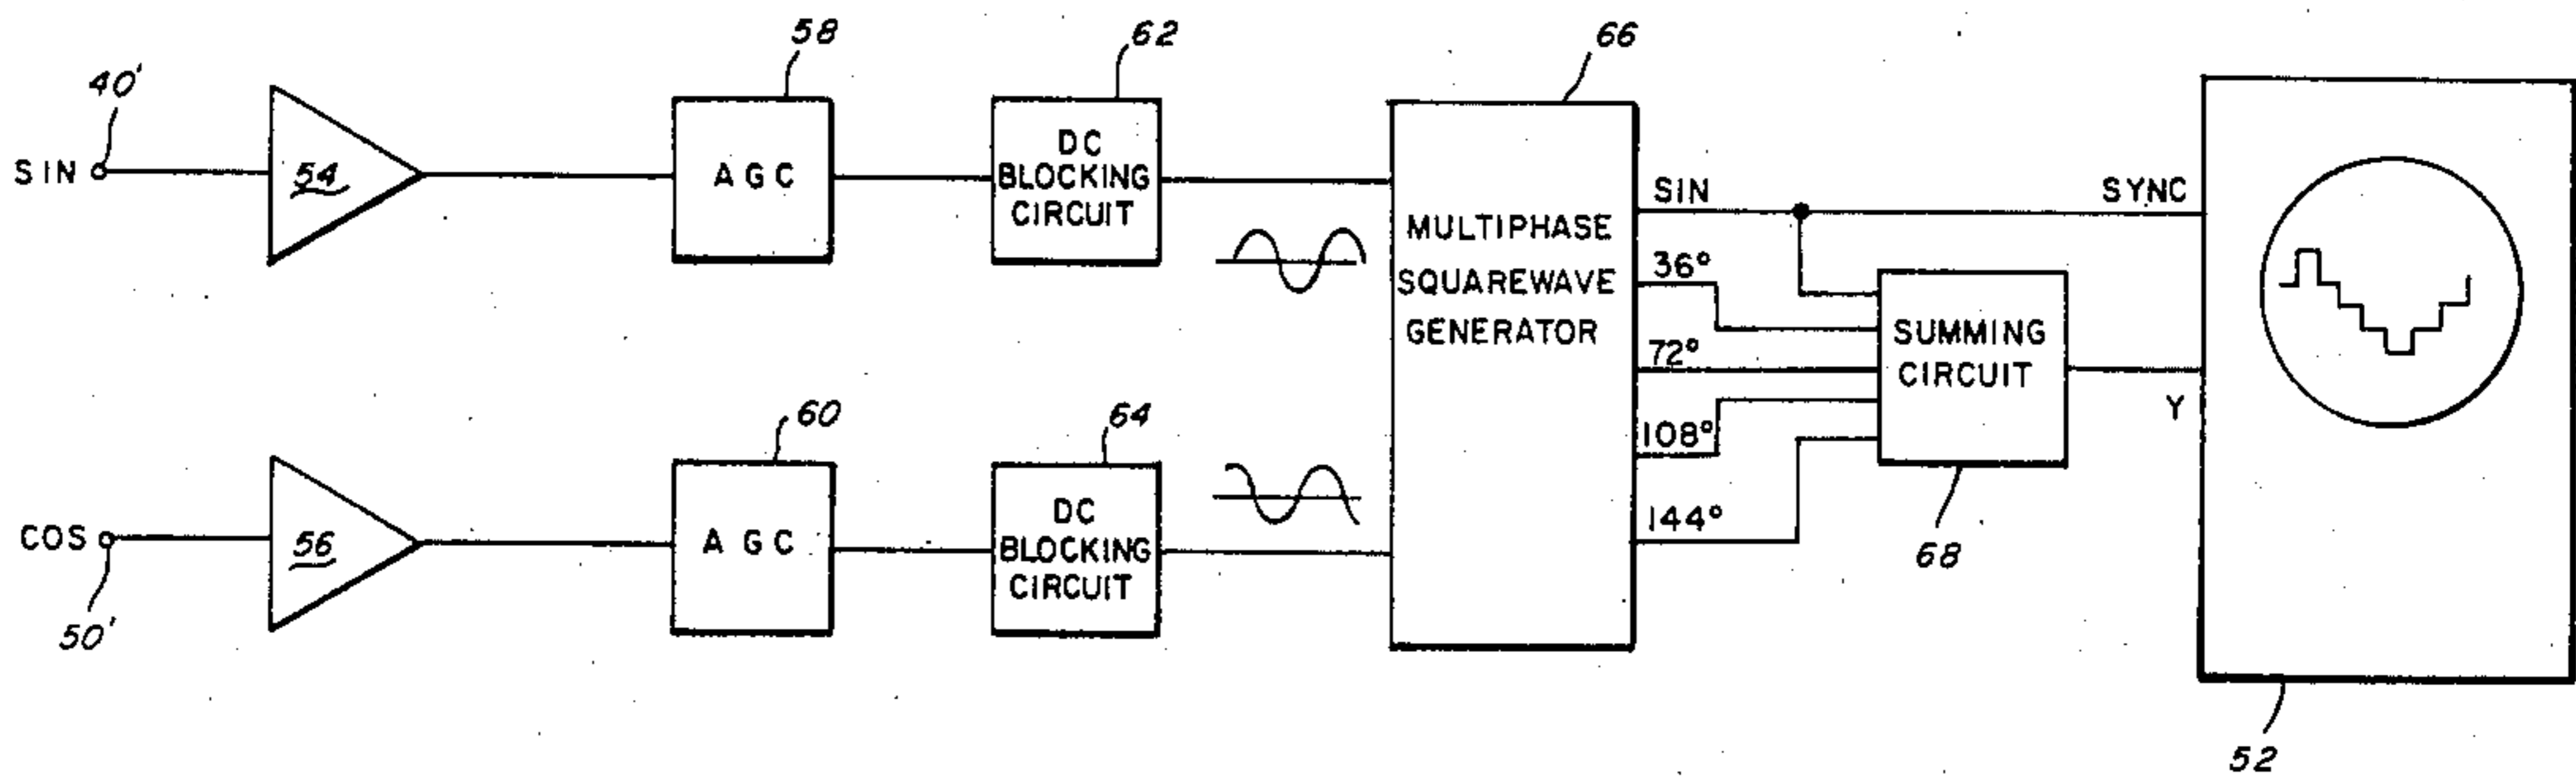 58
62
66
40'
SIN
54
AGC
DC
BLOCKING
CIRCUIT
MULTIPHASE
SQUAREWAVE
GENERATOR
SIN
36°
72°
108°
144°
SYNC
SUMMING
CIRCUIT
Y
68
52
60
64
COS
56
50'
AGC
DC
BLOCKING
CIRCUIT